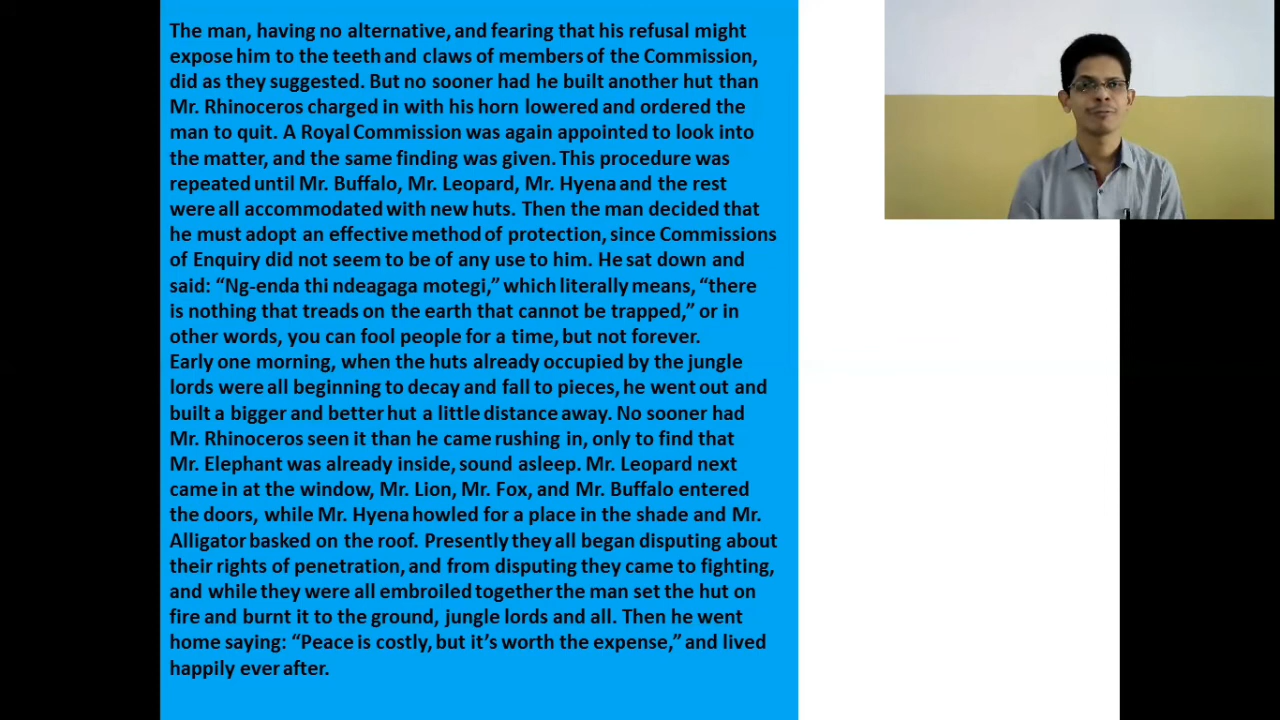 The man, having no alternative, and fearing that his refusal might
expose him to the teeth and claws of members of the Commission,
did as they suggested. But no sooner had he built another hut than
Mr. Rhinoceros charged in with his horn lowered and ordered the
man to quit. A Royal Commission was again appointed to look into
the matter, and the same finding was given. This procedure was
repeated until Mr. Buffalo, Mr. Leopard, Mr. Hyena and the rest
were all accommodated with new huts. Then the man decided that
he must adopt an effective method of protection, since Commissions
of Enquiry did not seem to be of any use to him. He sat down and
said: “Ng-enda thi ndeagaga motegi,” which literally means, “there
is nothing that treads on the earth that cannot be trapped,” or in
other words, you can fool people for a time, but not forever.
Early one morning, when the huts already occupied by the jungle
lords were all beginning to decay and fall to pieces, he went out and
built a bigger and better hut a little distance away. No sooner had
Mr. Rhinoceros seen it than he came rushing in, only to find that
Mr. Elephant was already inside, sound asleep. Mr. Leopard next
came in at the window, Mr. Lion, Mr. Fox, and Mr. Buffalo entered
the doors, while Mr. Hyena howled for a place in the shade and Mr.
Alligator basked on the roof. Presently they all began disputing about
their rights of penetration, and from disputing they came to fighting,
and while they were all embroiled together the man set the hut on
fire and burnt it to the ground, jungle lords and all. Then he went
home saying: “Peace is costly, but it’s worth the expense,” and lived
happily ever after.